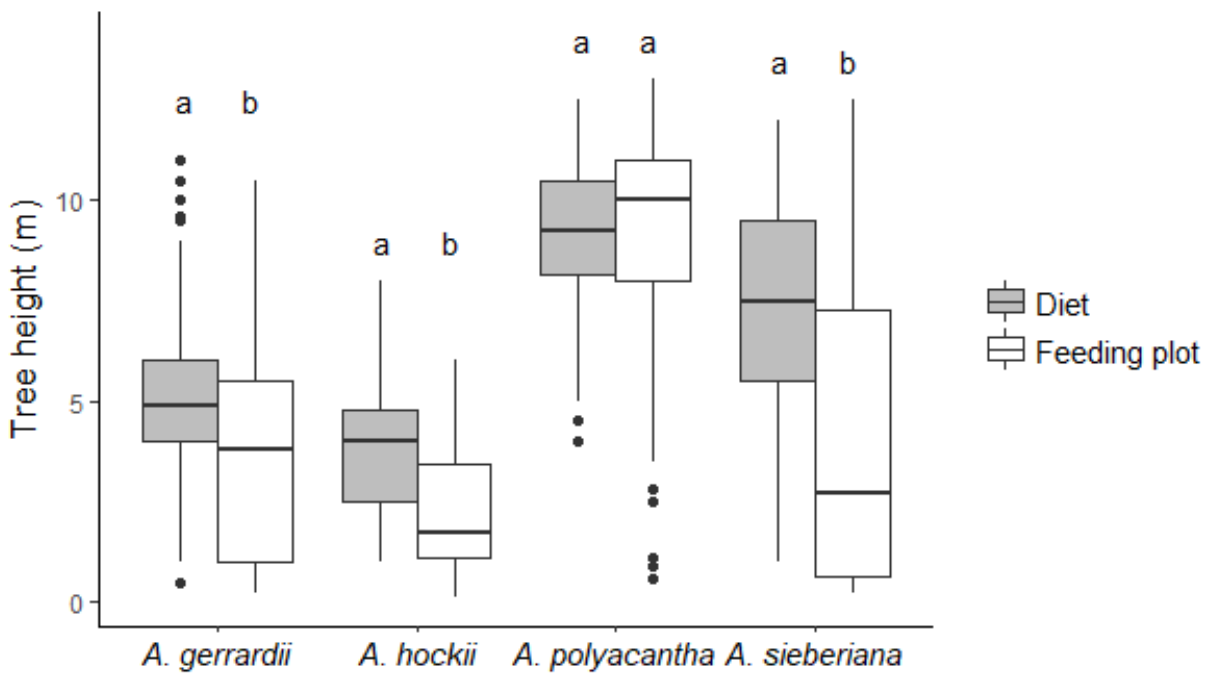 a a
a b
a b
a b
Tree height (m)
10
5
0
Diet
Feeding plot
A. gerrardii A. hockii A. polyacantha A. sieberiana